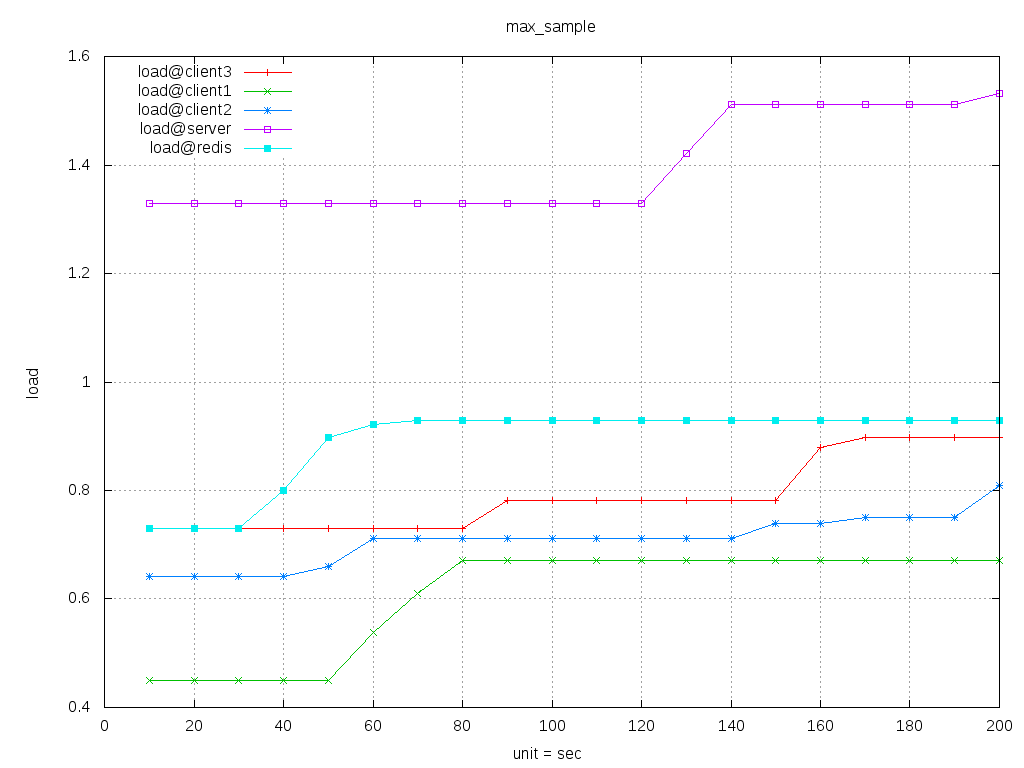 max_sample
load@client3
load@client1
load@client2
load@server
load@redis
1.6
1.4
1.2
1
0.8
0.6
0.4
load
0 20 40 60 80 100 120 140 160 180 200
unit = sec